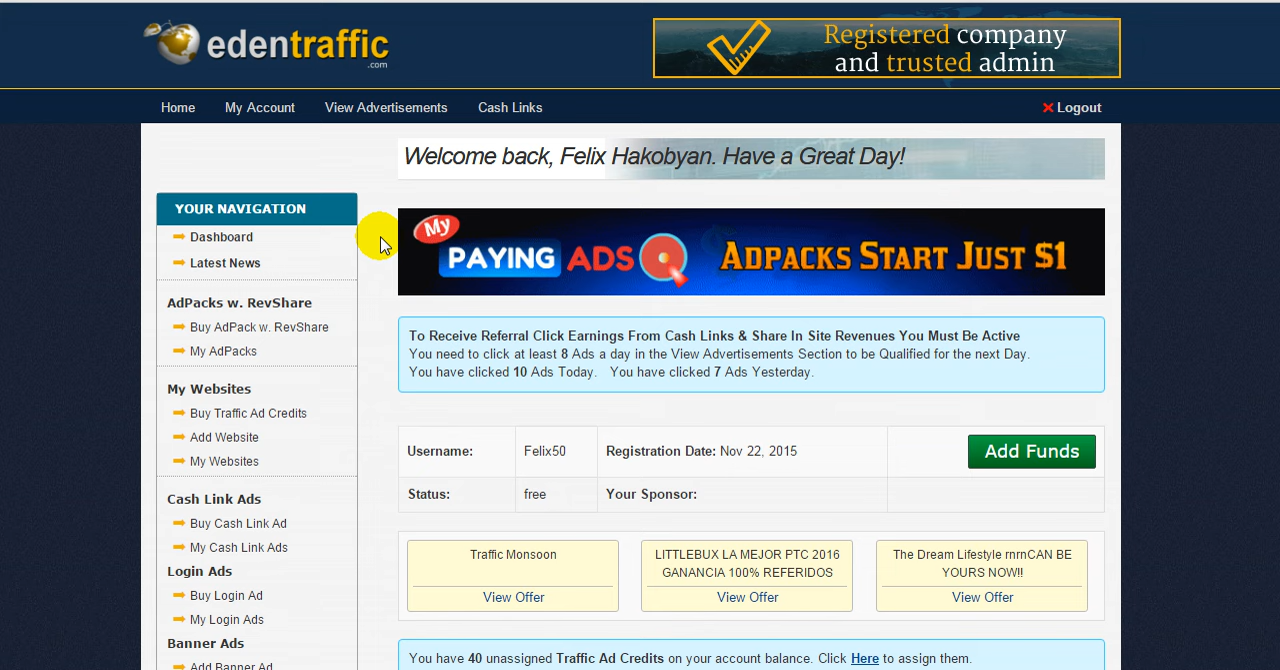 edentraffic
.com
Registered company
and trusted admin
Home My Account View Advertisements Cash Links Logout
Welcome back, Felix Hakobyan. Have a Great Day!
YOUR NAVIGATION
Dashboard
Latest News
AdPacks w. RevShare
Buy AdPack w. RevShare
My AdPacks
My Websites
Buy Traffic Ad Credits
Add Website
My Websites
Cash Link Ads
Buy Cash Link Ad
My Cash Link Ads
Login Ads
Buy Login Ad
My Login Ads
Banner Ads
Add Banner Ad
My PAYING ADS ADPACKS START JUST $1
To Receive Referral Click Earnings From Cash Links & Share In Site Revenues You Must Be Active
You need to click at least 8 Ads a day in the View Advertisements Section to be Qualified for the next Day.
You have clicked 10 Ads Today. You have clicked 7 Ads Yesterday.
Username: Felix50 Registration Date: Nov 22, 2015 Add Funds
Status: free Your Sponsor:
Traffic Monsoon
View Offer
LITTLEBUX LA MEJOR PTC 2016
GANANCIA 100% REFERIDOS
View Offer
The Dream Lifestyle rnrnCAN BE
YOURS NOW!!
View Offer
You have 40 unassigned Traffic Ad Credits on your account balance. Click Here to assign them.